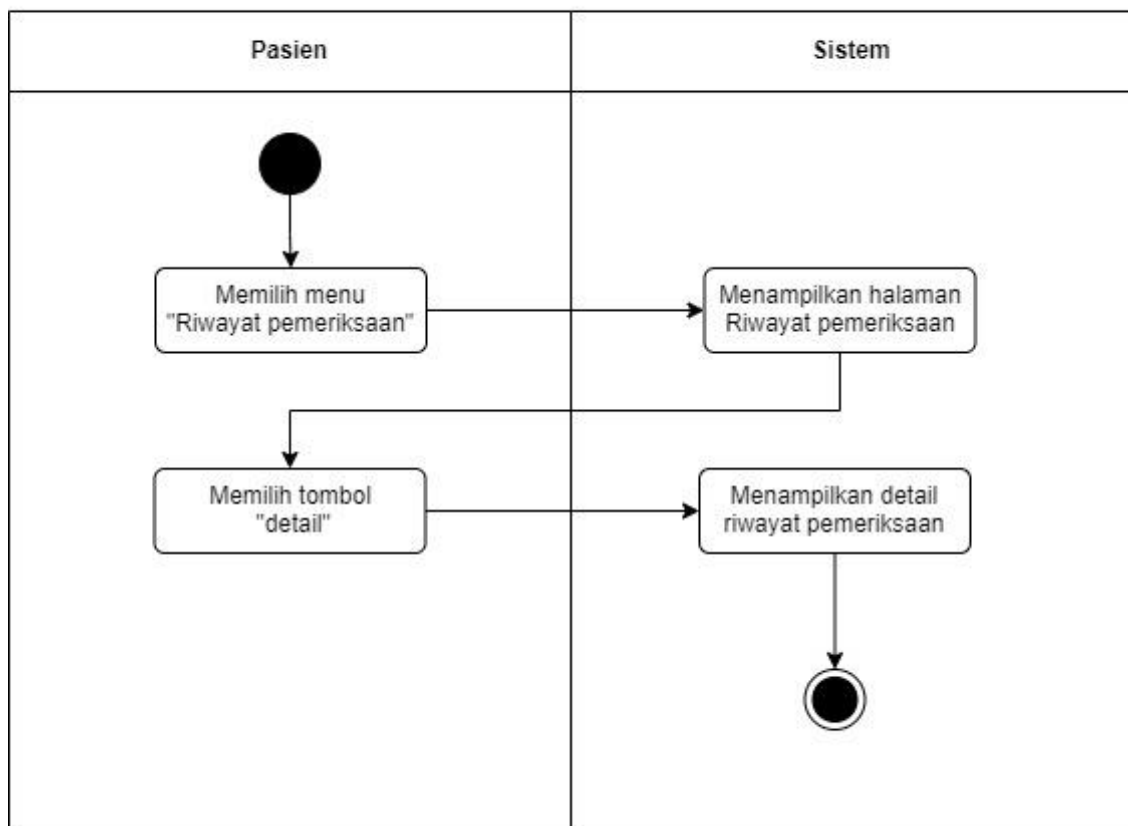 Pasien
Sistem
Memilih menu
"Riwayat pemeriksaan"
Menampilkan halaman
Riwayat pemeriksaan
Memilih tombol
"detail"
Menampilkan detail
riwayat pemeriksaan